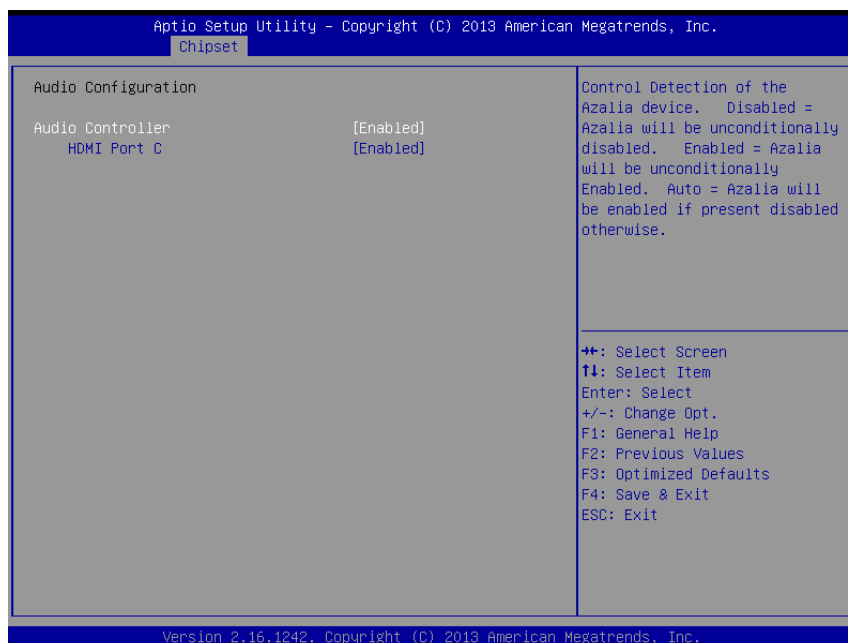 Aptio Setup Utility – Copyright (C) 2013 American Megatrends, Inc.
Chipset
Audio Configuration
Audio Controller [Enabled]
HDMI Port C [Enabled]
Control Detection of the
Azalia device. Disabled =
Azalia will be unconditionally
disabled. Enabled = Azalia
will be unconditionally
Enabled. Auto = Azalia will
be enabled if present disabled
otherwise.
→←: Select Screen
↑↓: Select Item
Enter: Select
+/-: Change Opt.
F1: General Help
F2: Previous Values
F3: Optimized Defaults
F4: Save & Exit
ESC: Exit
Version 2.16.1242. Copyright (C) 2013 American Megatrends, Inc.